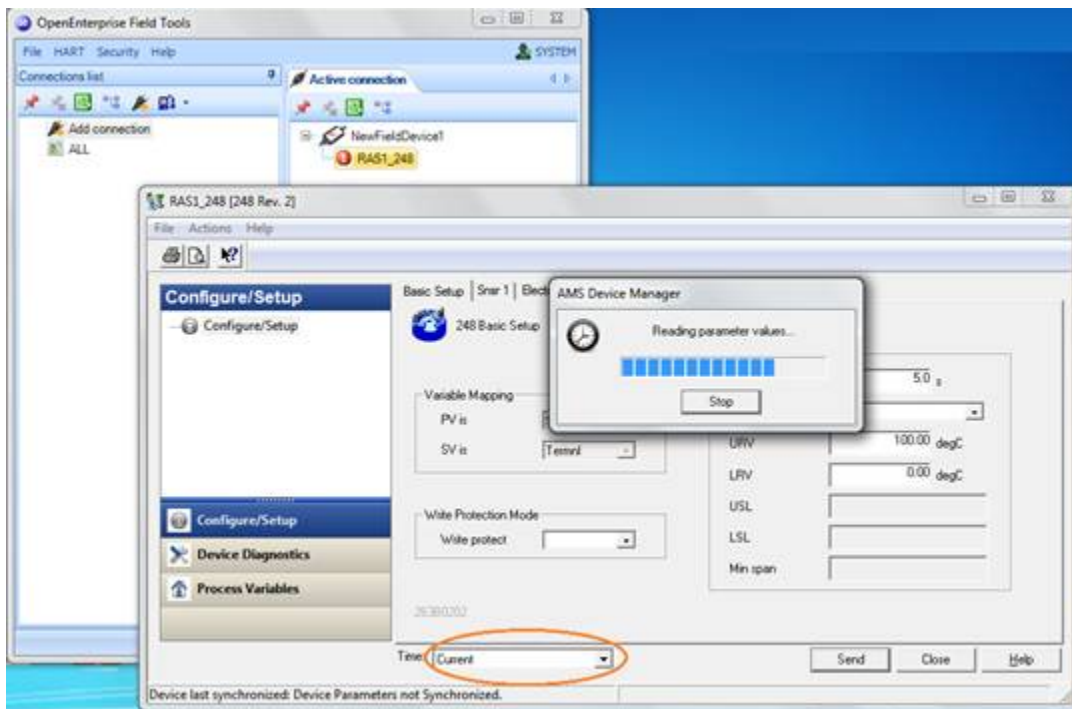 OpenEnterprise Field Tools
File HART Security Help
SYSTEM
Connections list
Active connection
Add connection
ALL
NewFieldDevice1
RAS1_248
RAS1_248 [248 Rev. 2]
File Actions Help
Configure/Setup
Configure/Setup
Configure/Setup
Device Diagnostics
Process Variables
Basic Setup Snsr 1
248 Basic Setup
Variable Mapping
PV is
SV is Termnl
Write Protection Mode
Write protect
AMS Device Manager
Reading parameter values...
Stop
5.0 s
URV 100.00 degC
LRV 0.00 degC
USL
LSL
Min span
Time: Current
Send Close Help
Device last synchronized: Device Parameters not Synchronized.